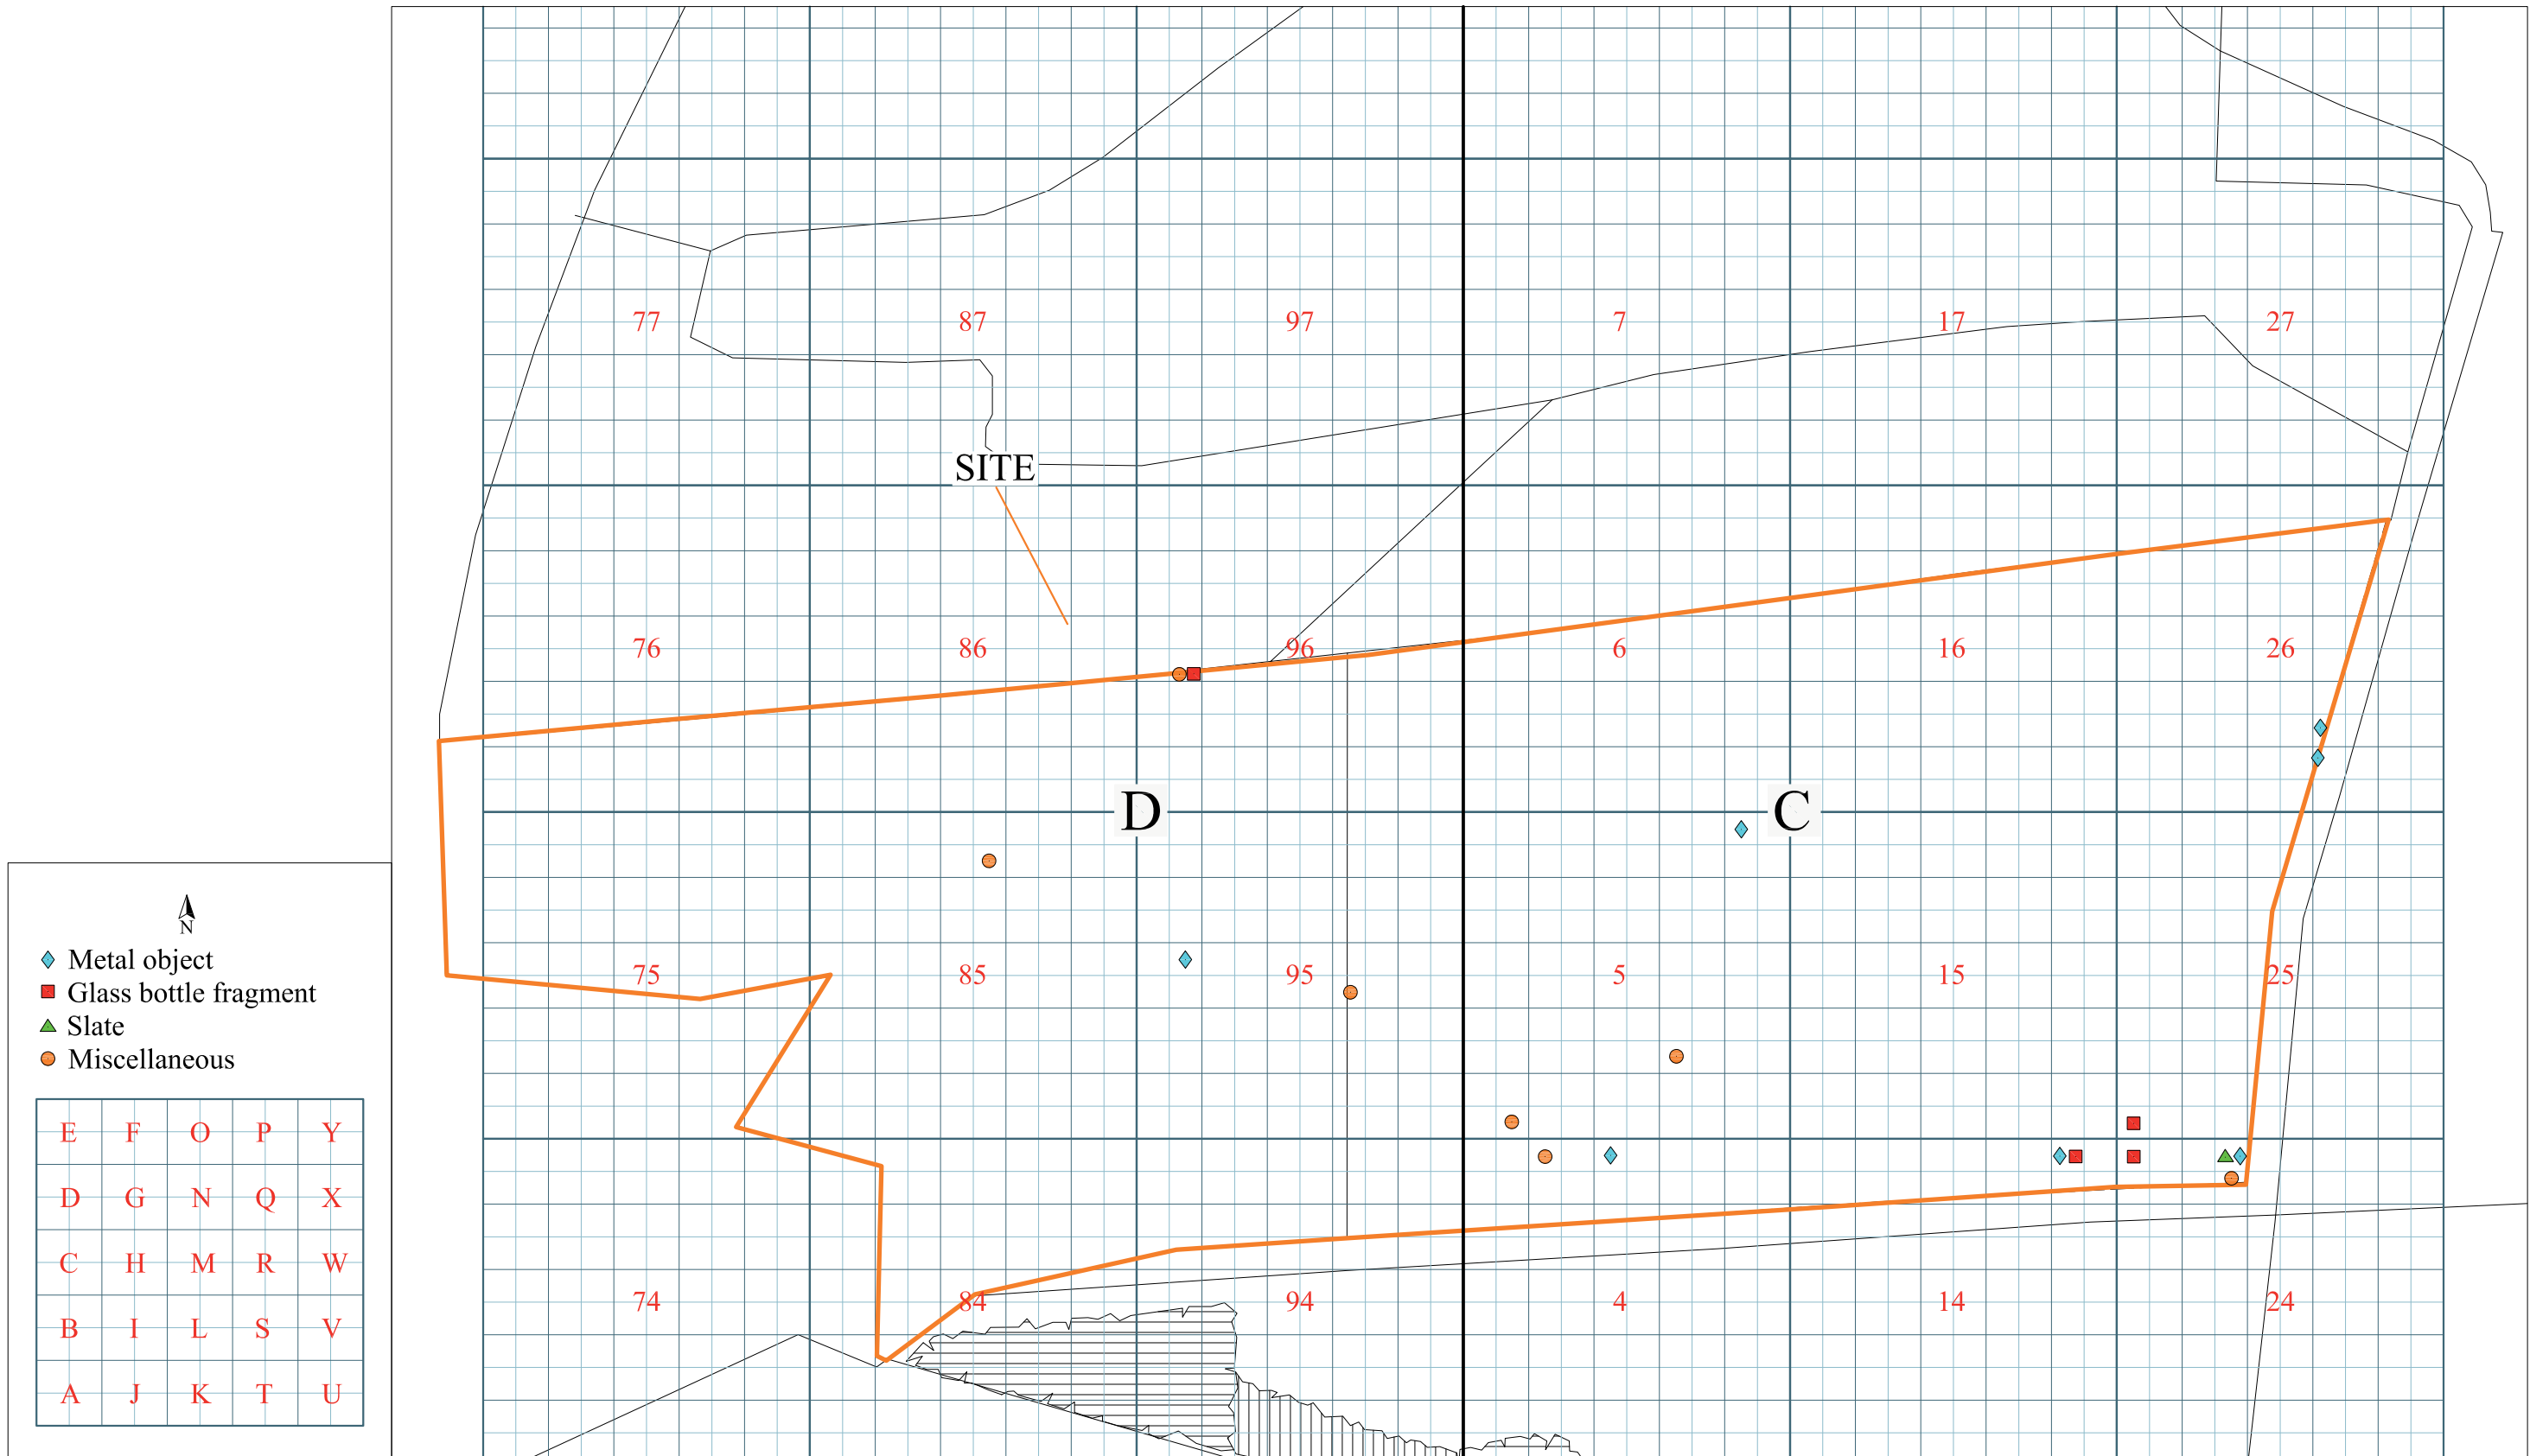 77 87 97 7 17 27
SITE
76 86 96 6 16 26
D C
75 85 95 5 15 25
74 84 94 4 14 24
N
Metal object
Glass bottle fragment
Slate
Miscellaneous
E F O P Y
D G N Q X
C H M R W
B I L S V
A J K T U